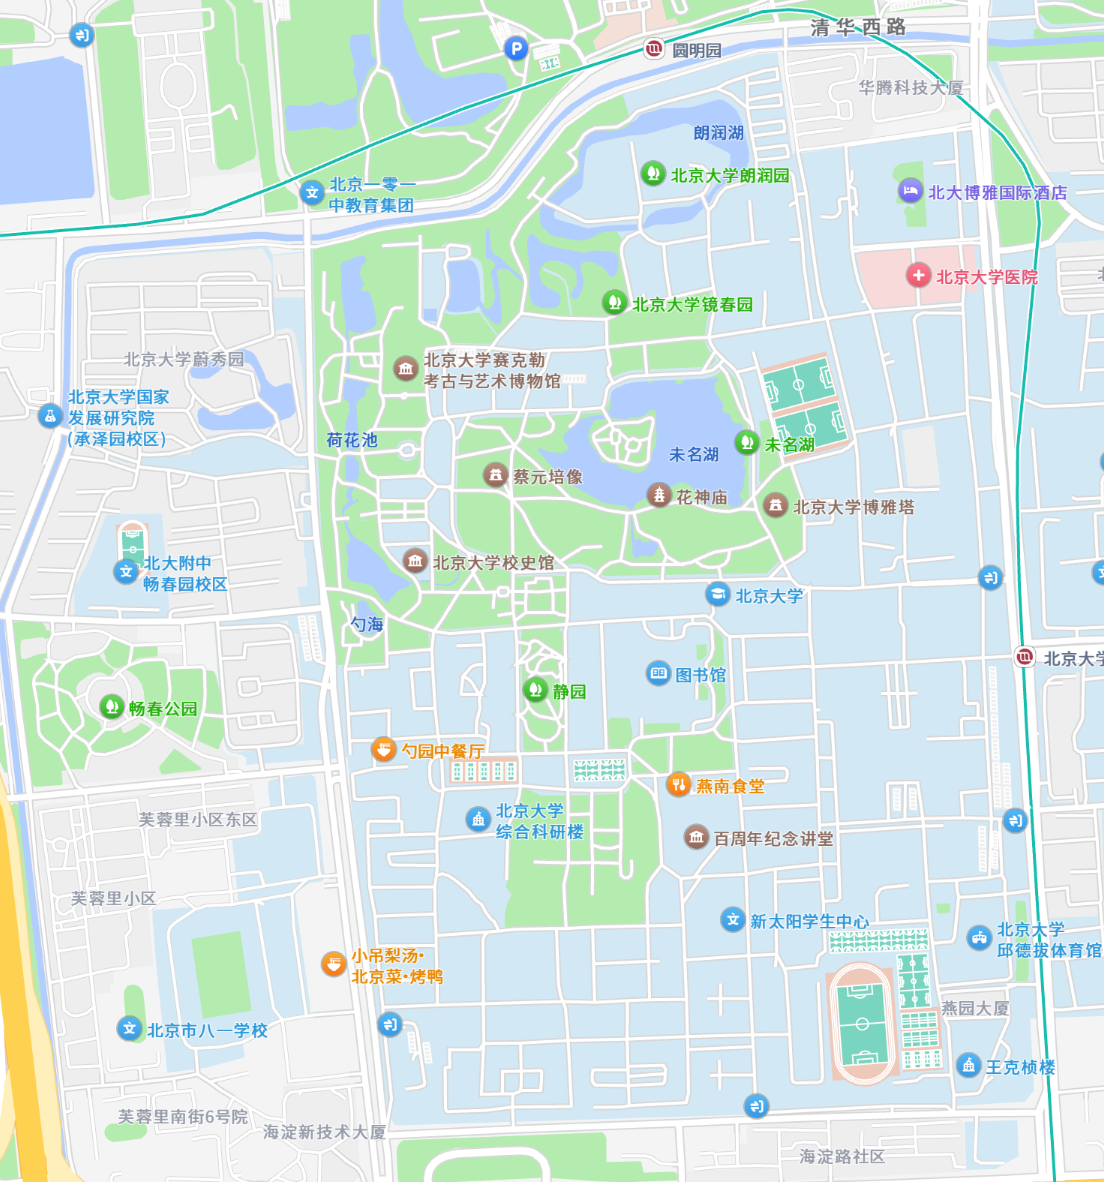 清华西路
P
圆明园
华腾科技大厦
朗润湖
北京大学朗润园
北京一零一
中教育集团
文
北大博雅国际酒店
北京大学医院
北京大学镜春园
北京大学蔚秀园
北京大学赛克勒
考古与艺术博物馆
北京大学国家
发展研究院
(承泽园校区)
荷花池
未名湖
未名湖
蔡元培像
花神庙
北京大学博雅塔
北京大学校史馆
北大附中
畅春园校区
文
北京大学
勺海
图书馆
北京大学
静园
畅春公园
勺园中餐厅
燕南食堂
芙蓉里小区东区
北京大学
综合科研楼
百周年纪念讲堂
芙蓉里小区
文
新太阳学生中心
北京大学
邱德拔体育馆
小吊梨汤·
北京菜·烤鸭
燕园大厦
文
北京市八一学校
王克桢楼
芙蓉里南街6号院
海淀新技术大厦
海淀路社区